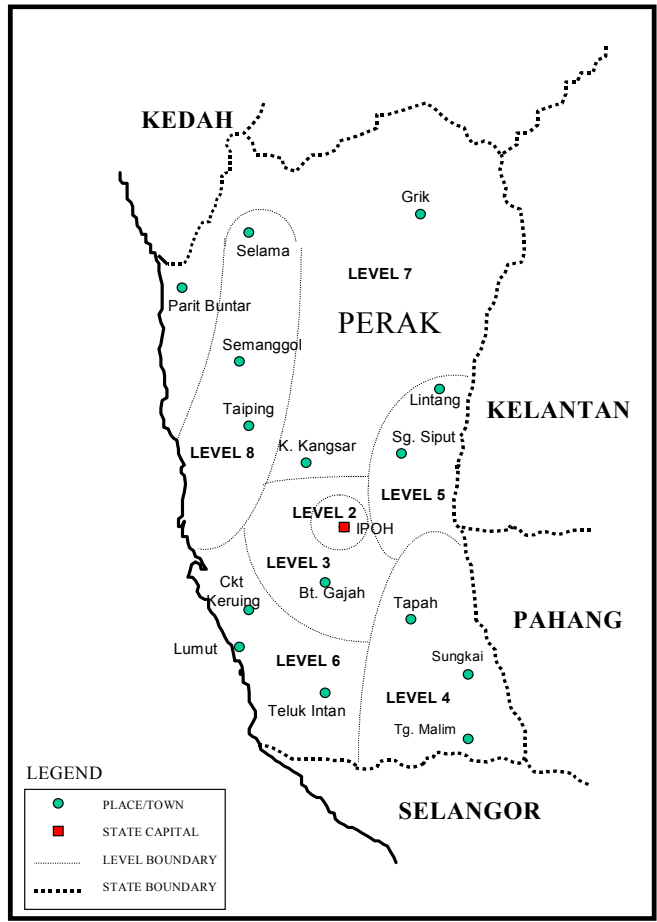 KEDAH
Grik
Selama
LEVEL 7
Parit Buntar
PERAK
Semanggol
Lintang
Taiping
KELANTAN
Sg. Siput
K. Kangsar
LEVEL 8
LEVEL 5
LEVEL 2
IPOH
LEVEL 3
Ckt
Keruing
Bt. Gajah
Tapah
PAHANG
Lumut
Sungkai
LEVEL 6
LEVEL 4
Teluk Intan
Tg. Malim
SELANGOR
LEGEND
PLACE/TOWN
STATE CAPITAL
LEVEL BOUNDARY
STATE BOUNDARY